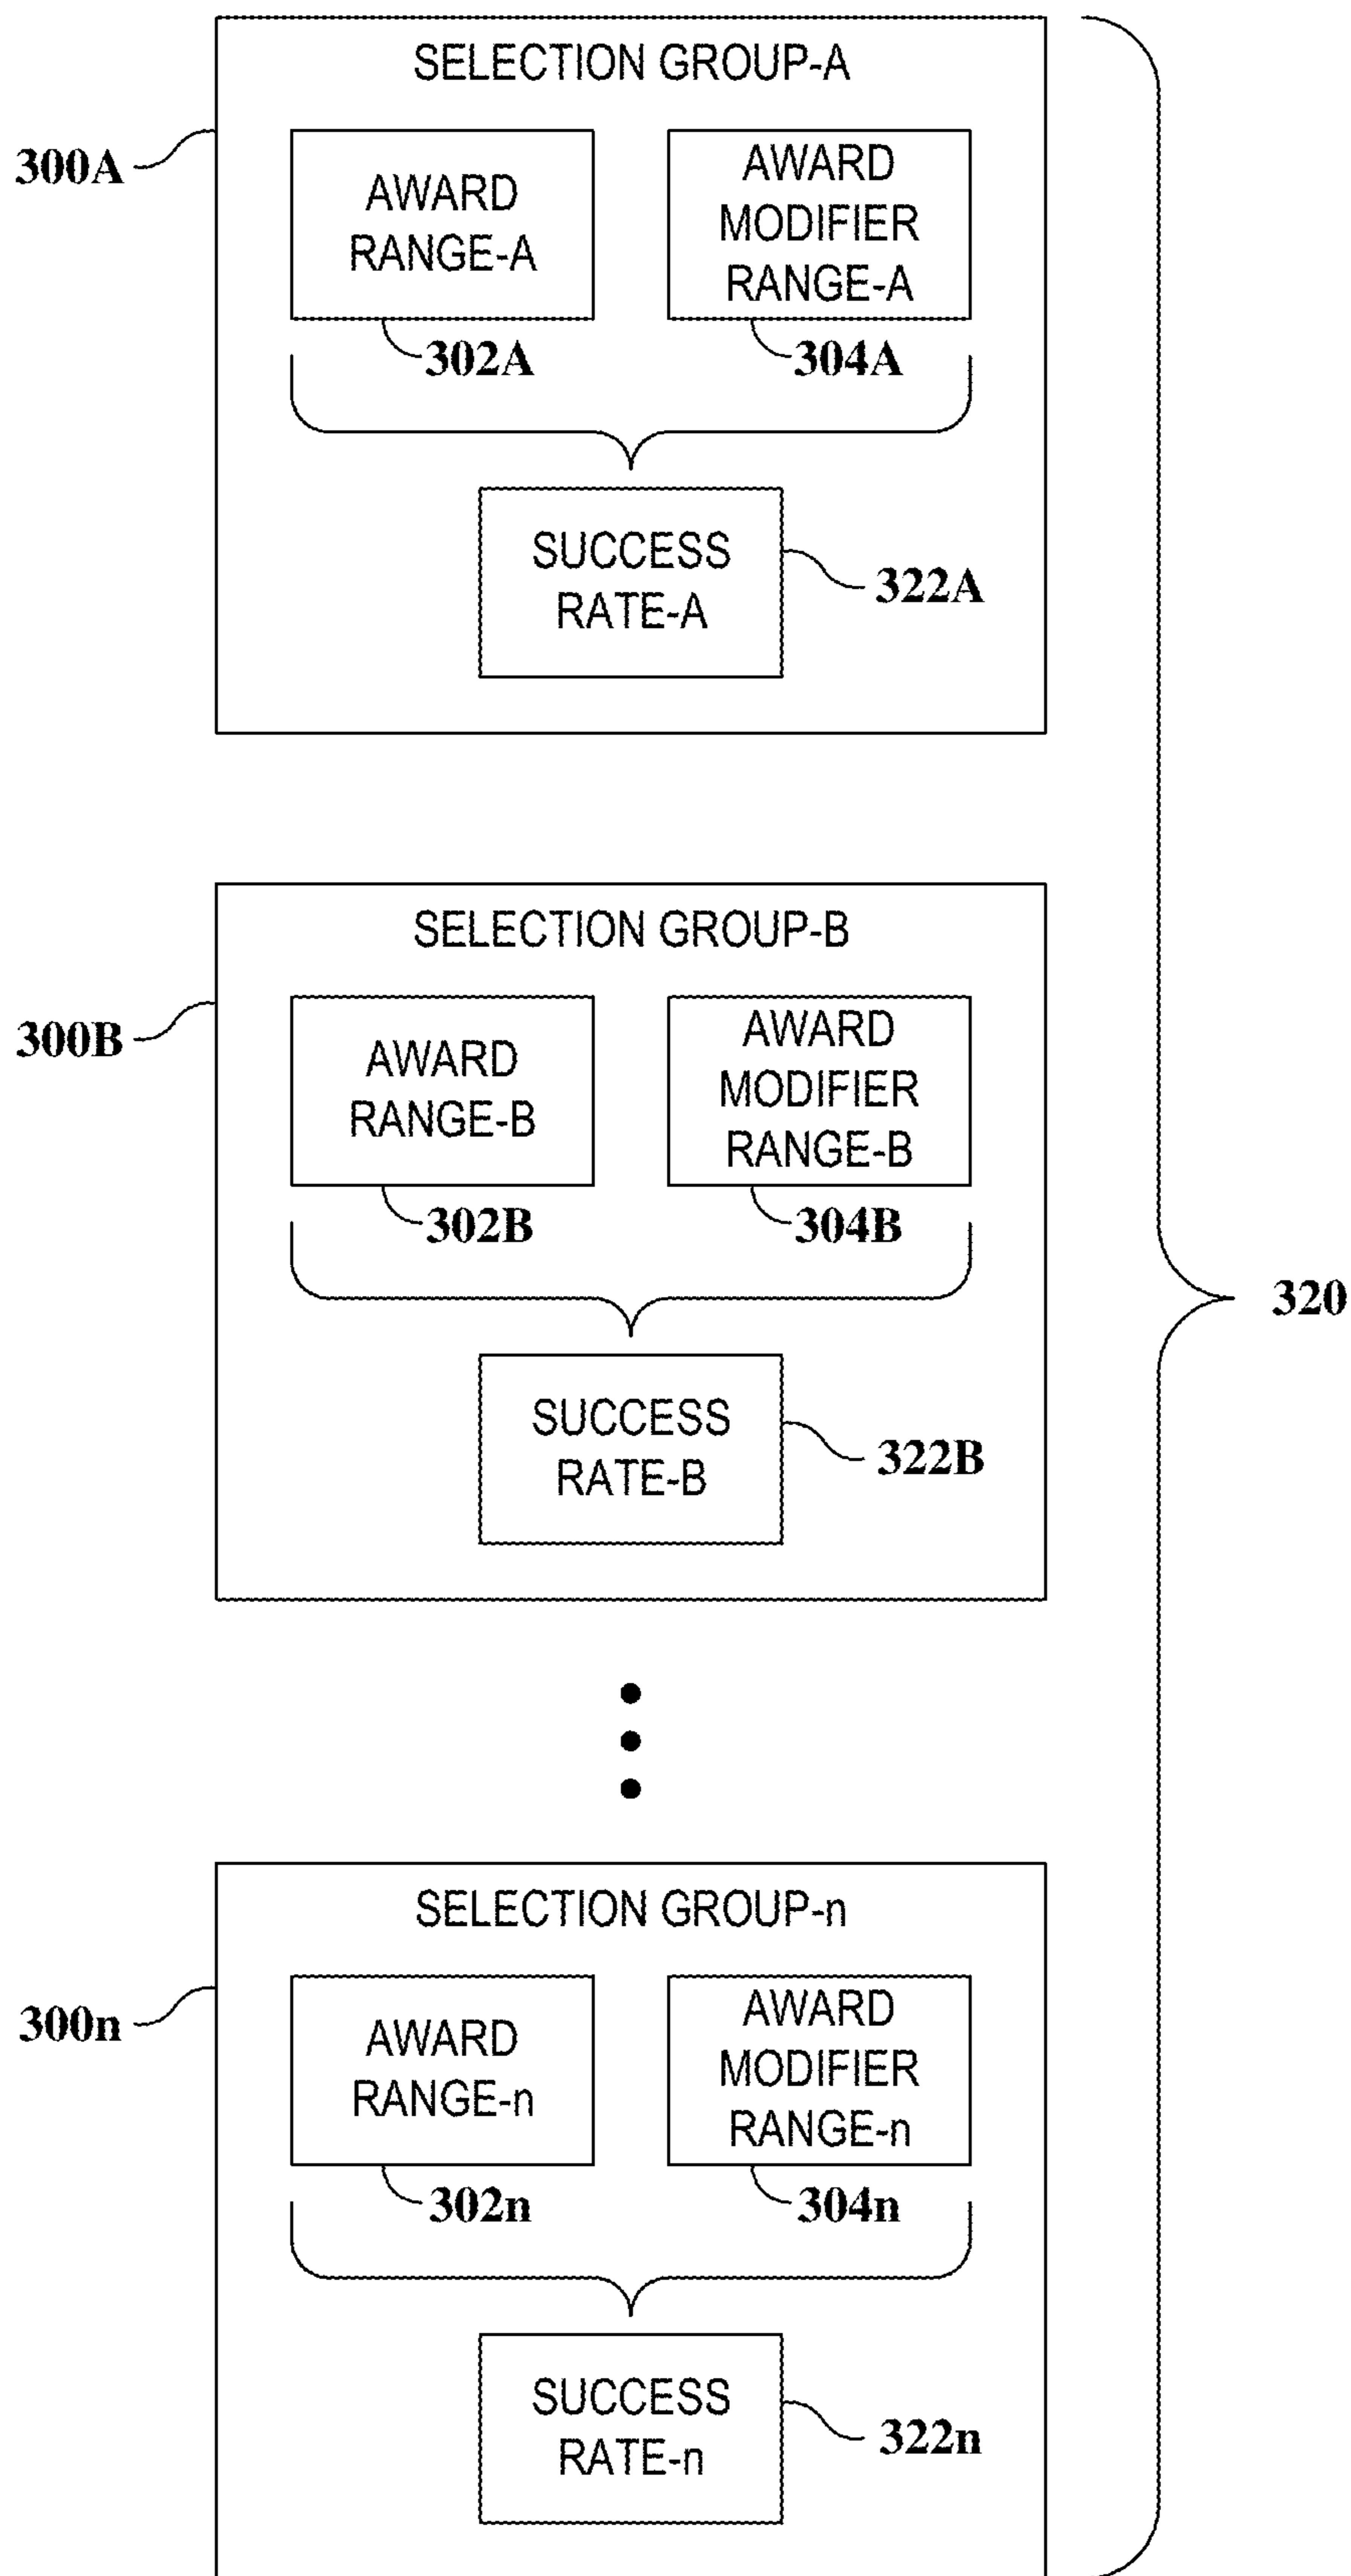 SELECTION GROUP-A
300A
AWARD
RANGE-A
AWARD
MODIFIER
RANGE-A
302A
304A
SUCCESS
RATE-A
322A
SELECTION GROUP-B
300B
AWARD
RANGE-B
AWARD
MODIFIER
RANGE-B
302B
304B
320
SUCCESS
RATE-B
322B
SELECTION GROUP-n
300n
AWARD
RANGE-n
AWARD
MODIFIER
RANGE-n
302n
304n
SUCCESS
RATE-n
322n